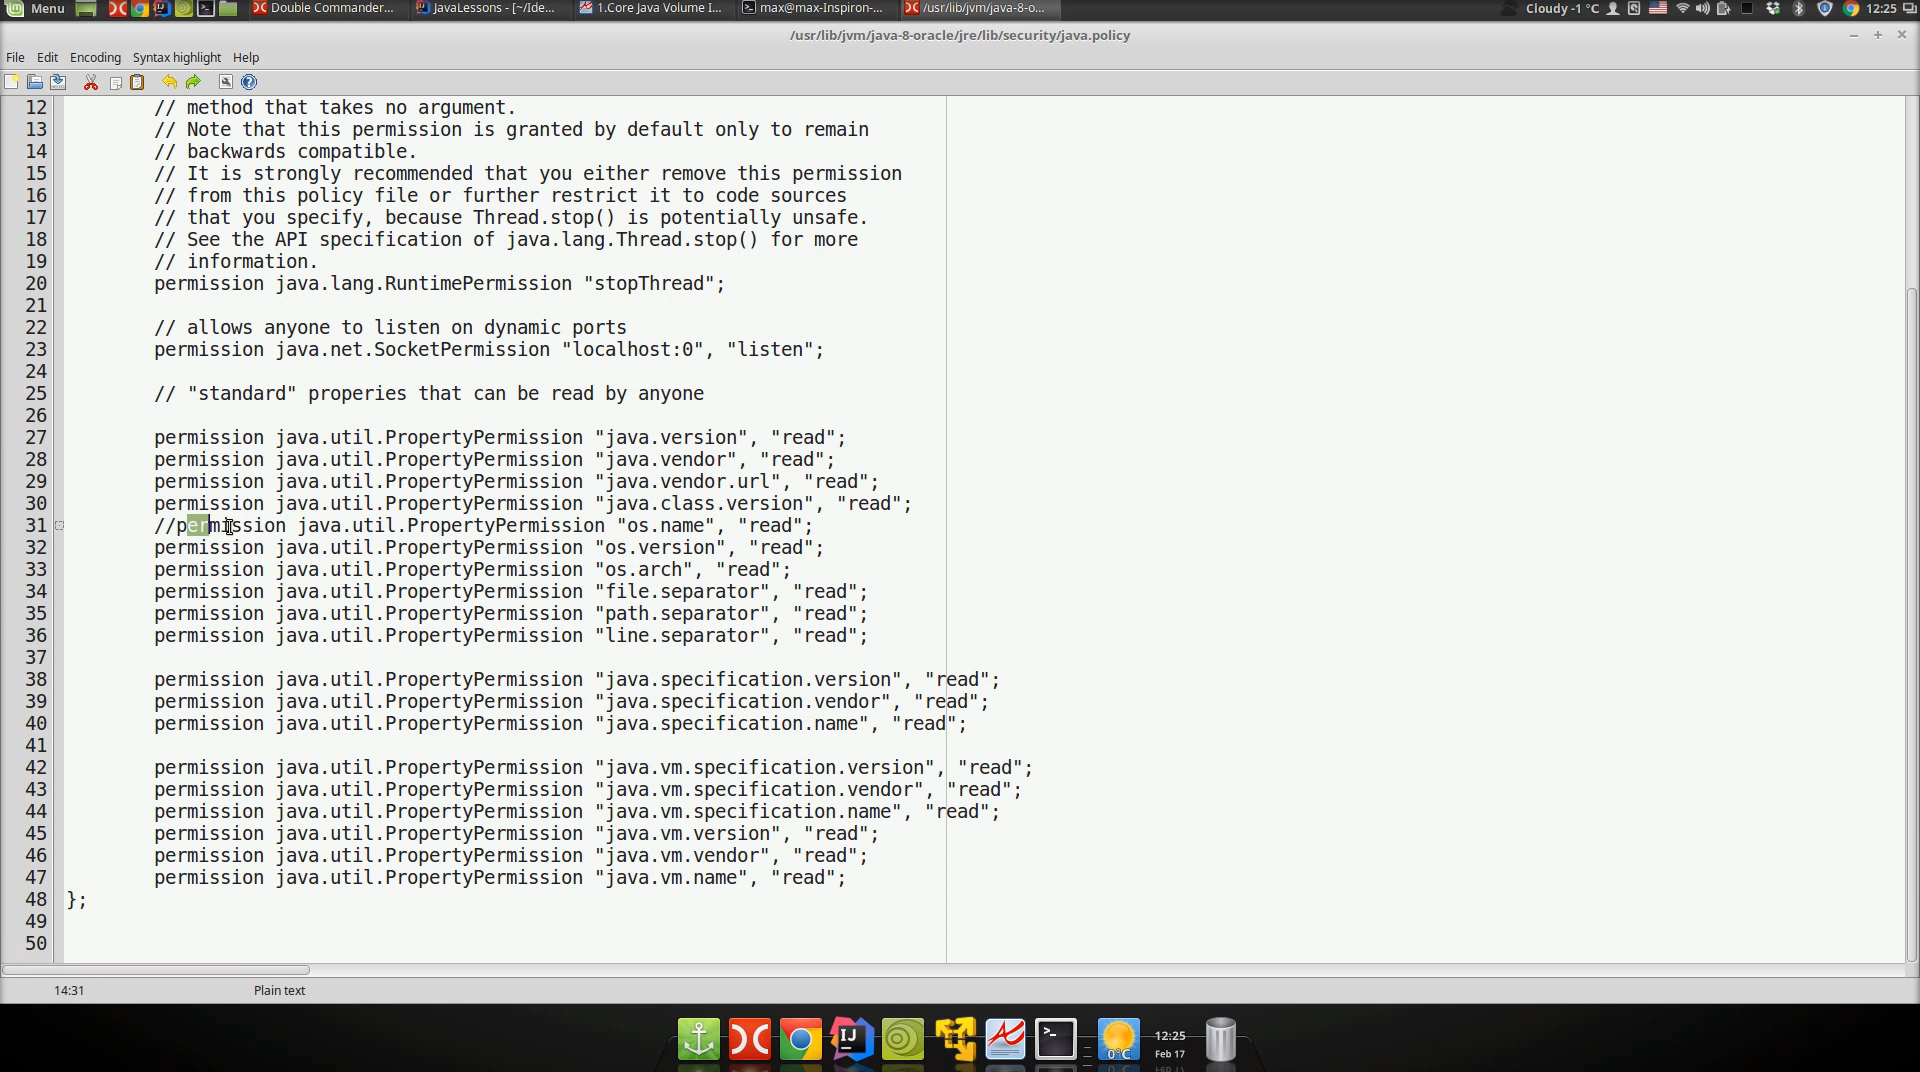 Menu
Double Commander...
JavaLessons - [~/Ide...
1.Core Java Volume I...
max@max-Inspiron-...
/usr/lib/jvm/java-8-o...
Cloudy -1 °C
12:25
/usr/lib/jvm/java-8-oracle/jre/lib/security/java.policy
File Edit Encoding Syntax highlight Help
12 // method that takes no argument.
13 // Note that this permission is granted by default only to remain
14 // backwards compatible.
15 // It is strongly recommended that you either remove this permission
16 // from this policy file or further restrict it to code sources
17 // that you specify, because Thread.stop() is potentially unsafe.
18 // See the API specification of java.lang.Thread.stop() for more
19 // information.
20 permission java.lang.RuntimePermission "stopThread";
21
22 // allows anyone to listen on dynamic ports
23 permission java.net.SocketPermission "localhost:0", "listen";
24
25 // "standard" properies that can be read by anyone
26
27 permission java.util.PropertyPermission "java.version", "read";
28 permission java.util.PropertyPermission "java.vendor", "read";
29 permission java.util.PropertyPermission "java.vendor.url", "read";
30 permission java.util.PropertyPermission "java.class.version", "read";
31 //permission java.util.PropertyPermission "os.name", "read";
32 permission java.util.PropertyPermission "os.version", "read";
33 permission java.util.PropertyPermission "os.arch", "read";
34 permission java.util.PropertyPermission "file.separator", "read";
35 permission java.util.PropertyPermission "path.separator", "read";
36 permission java.util.PropertyPermission "line.separator", "read";
37
38 permission java.util.PropertyPermission "java.specification.version", "read";
39 permission java.util.PropertyPermission "java.specification.vendor", "read";
40 permission java.util.PropertyPermission "java.specification.name", "read";
41
42 permission java.util.PropertyPermission "java.vm.specification.version", "read";
43 permission java.util.PropertyPermission "java.vm.specification.vendor", "read";
44 permission java.util.PropertyPermission "java.vm.specification.name", "read";
45 permission java.util.PropertyPermission "java.vm.version", "read";
46 permission java.util.PropertyPermission "java.vm.vendor", "read";
47 permission java.util.PropertyPermission "java.vm.name", "read";
48 };
49
50
14:31 Plain text
IJ
0°C
12:25
Feb 17